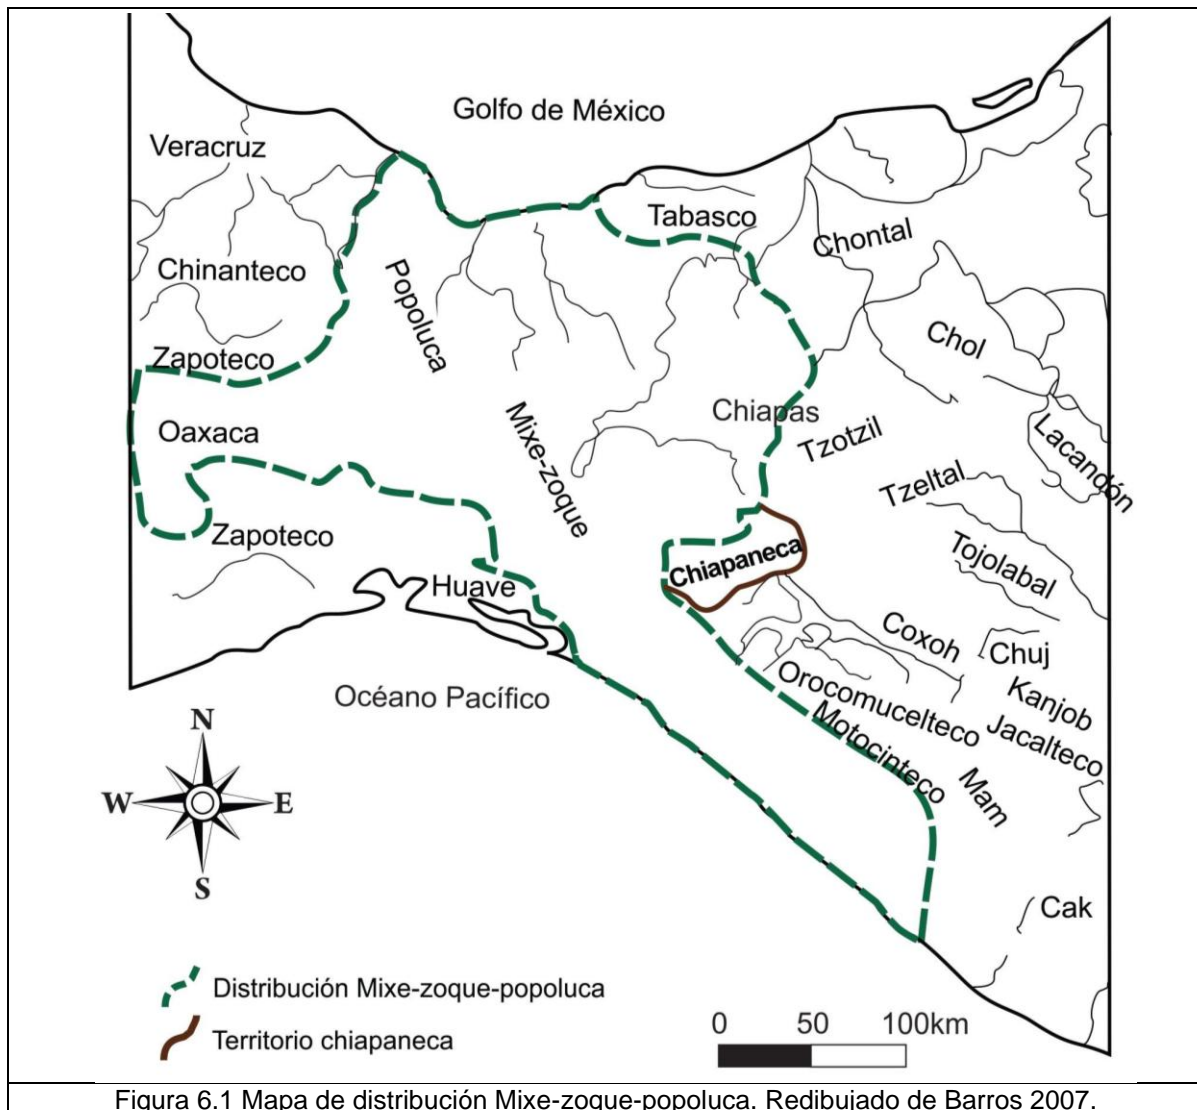 Golfo de México
Veracruz
Tabasco
Chontal
Chinanteco
Popoluca
Chol
Zapoteco
Chiapas
Oaxaca
Mixe-zoque
Tzotzil
Lacandón
Tzeltal
Zapoteco
Chiapaneca
Tojolabal
Huave
Coxoh
Chuj
Océano Pacífico
Orocomucelteco
Kanjob
Motocinteco
Jacalteco
Mam
N
W
E
S
Cak
Distribución Mixe-zoque-popoluca
Territorio chiapaneca
0 50 100km
Figura 6.1 Mapa de distribución Mixe-zoque-popoluca. Redibujado de Barros 2007.